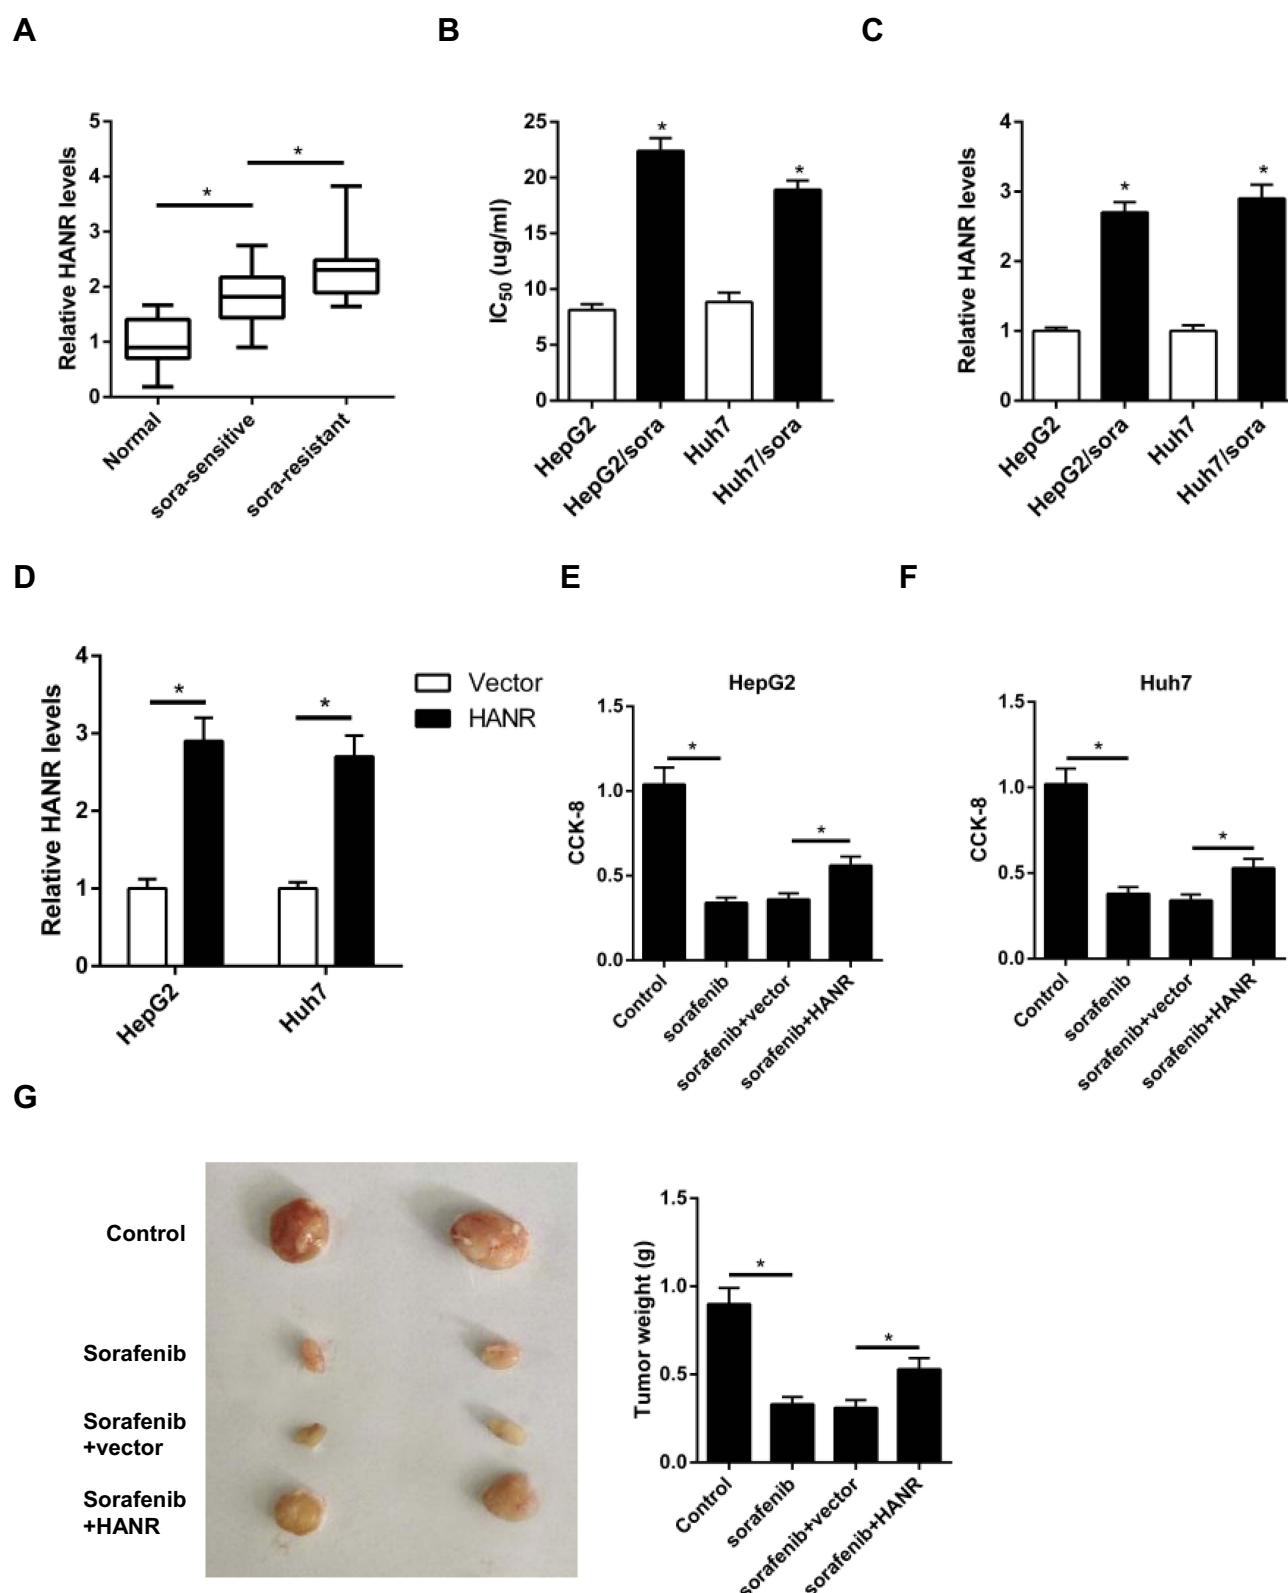 A
B
C
Relative HANR levels
5
4
3
2
1
0
*
*
Normal
sora-sensitive
sora-resistant
IC50 (ug/ml)
25
20
15
10
5
0
*
*
HepG2
HepG2/sora
Huh7
Huh7/sora
Relative HANR levels
4
3
2
1
0
*
*
HepG2
HepG2/sora
Huh7
Huh7/sora
D
E
F
Relative HANR levels
4
3
2
1
0
*
*
HepG2
Huh7
Vector
HANR
HepG2
CCK-8
1.5
1.0
0.5
0.0
*
*
Control
sorafenib
sorafenib+vector
sorafenib+HANR
Huh7
CCK-8
1.5
1.0
0.5
0.0
*
*
Control
sorafenib
sorafenib+vector
sorafenib+HANR
G
Control
Sorafenib
Sorafenib
+vector
Sorafenib
+HANR
Tumor weight (g)
1.5
1.0
0.5
0.0
*
*
Control
sorafenib
sorafenib+vector
sorafenib+HANR